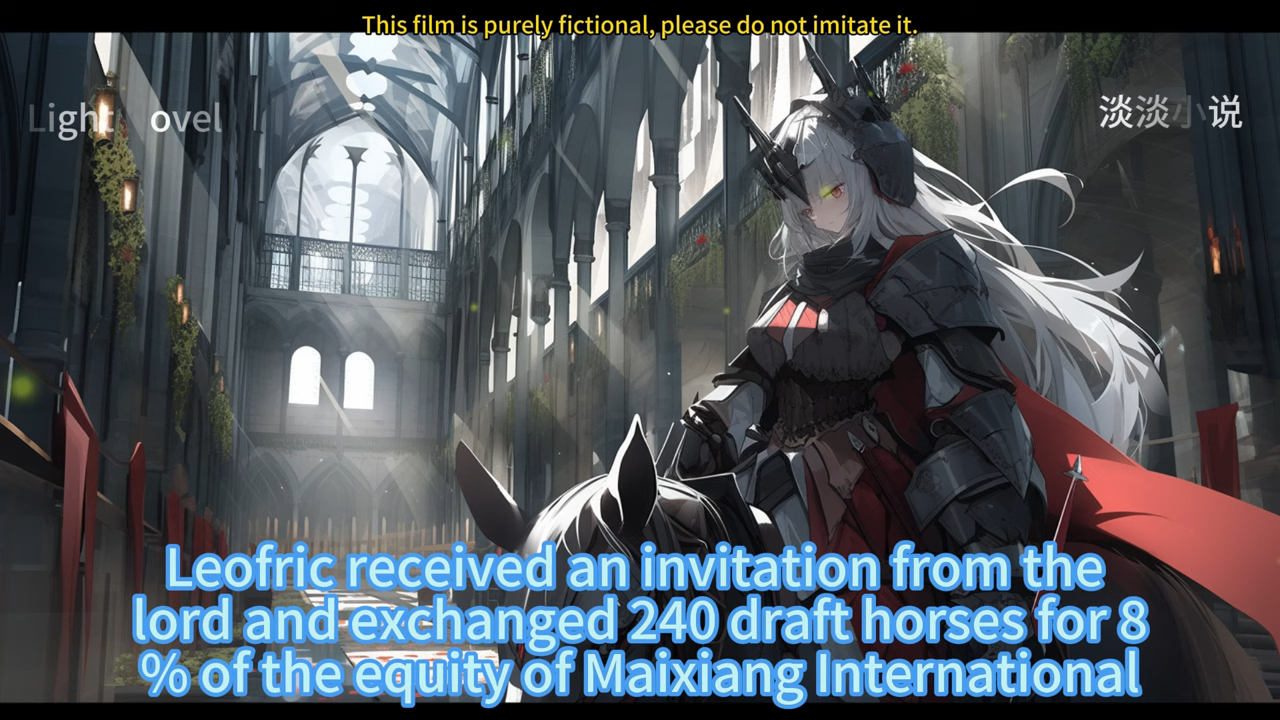 This film is purely fictional, please do not imitate it.
Light ovel
淡淡小说
Leofric received an invitation from the
lord and exchanged 240 draft horses for 8
% of the equity of Maixiang International